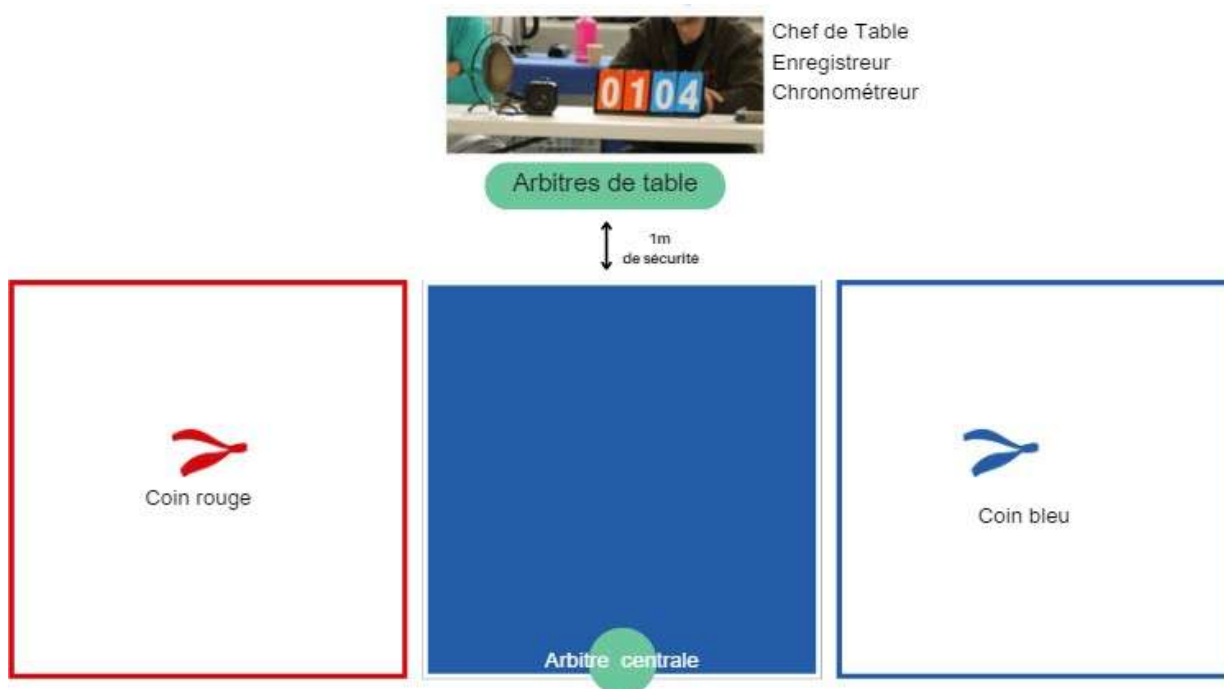 Chef de Table
Enregistreur
Chronométreur
0104
Arbitres de table
1m
de sécurité
Coin rouge
Coin bleu
Arbitre centrale